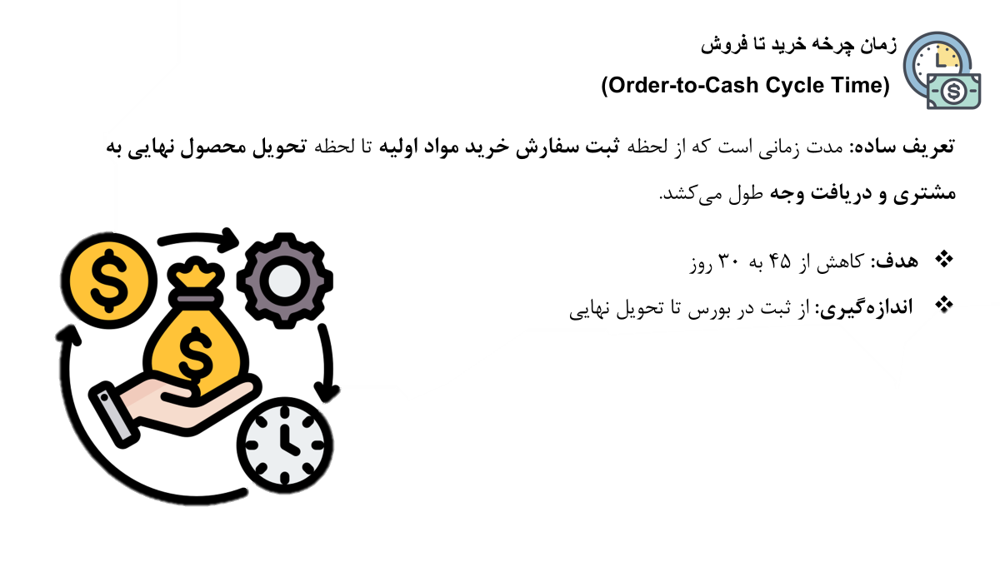 زمان چرخه خرید تا فروش
(Order-to-Cash Cycle Time)
تعریف ساده: مدت زمانی است که از لحظه ثبت سفارش خرید مواد اولیه تا لحظه تحویل محصول نهایی به
مشتری و دریافت وجه طول می‌کشد.
❖ هدف: کاهش از ۴۵ به ۳۰ روز
❖ اندازه‌گیری: از ثبت در بورس تا تحویل نهایی